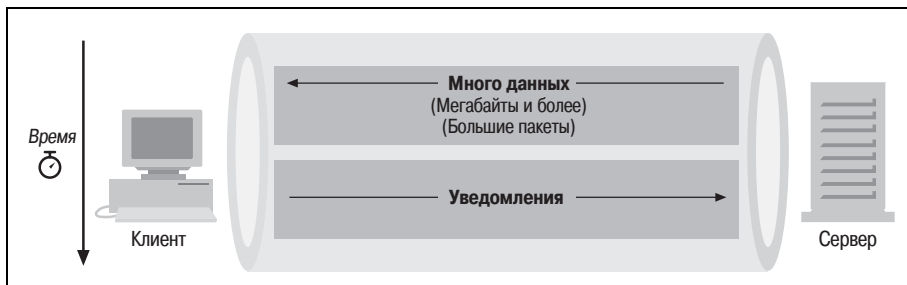 Много данных
(Мегабайты и более)
(Большие пакеты)
Время
Уведомления
Клиент
Сервер